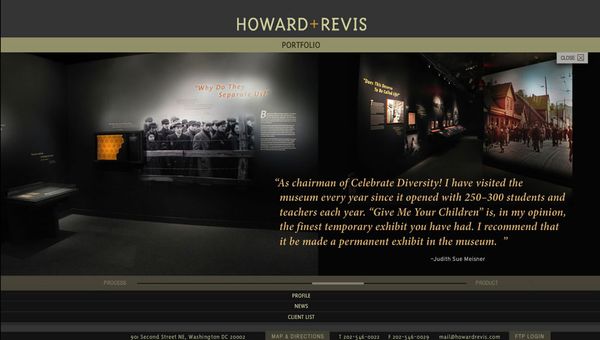 HOWARD+REVIS
PORTFOLIO
CLOSE
"Why Do They
Separate Us?"
"Does This Deserve
To Be Called Life?"
"As chairman of Celebrate Diversity! I have visited the
museum every year since it opened with 250–300 students and
teachers each year. "Give Me Your Children" is, in my opinion,
the finest temporary exhibit you have had. I recommend that
it be made a permanent exhibit in the museum. "
–Judith Sue Meisner
PROCESS
PRODUCT
PROFILE
NEWS
CLIENT LIST
901 Second Street NE, Washington DC 20002 MAP & DIRECTIONS T 202-546-0022 F 202-546-0029 mail@howardrevis.com FTP LOGIN